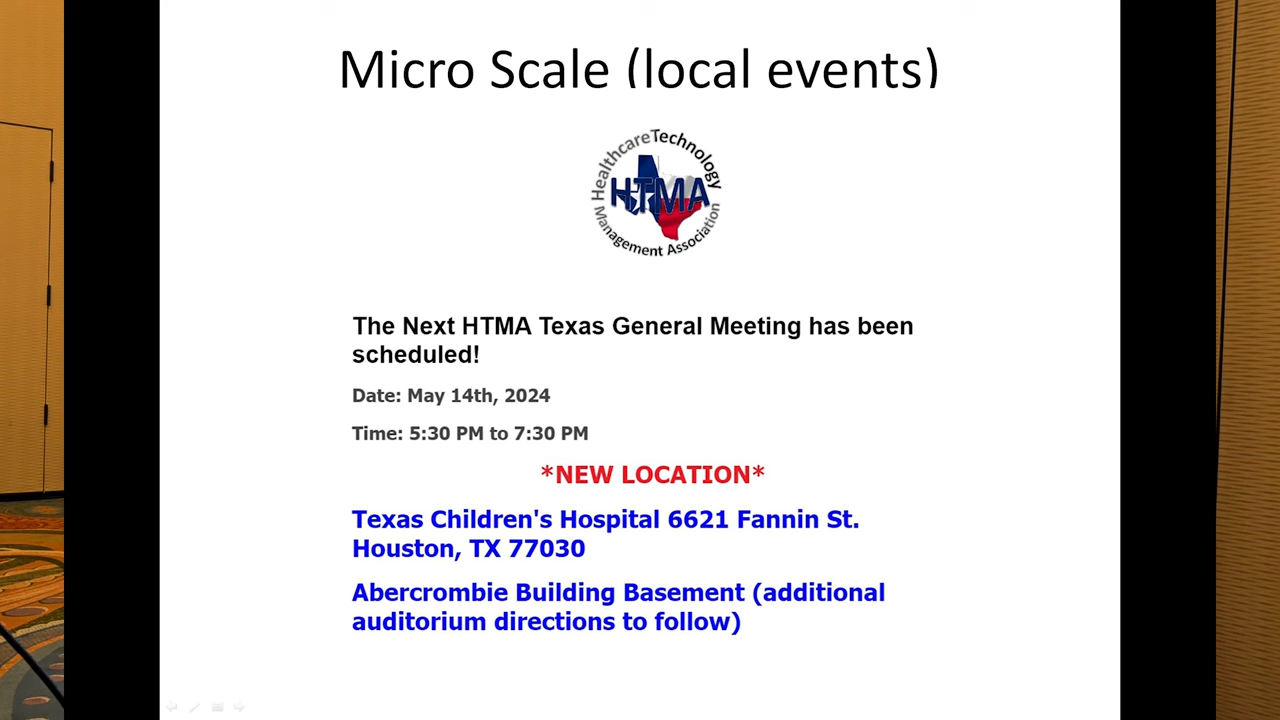 Micro Scale (local events)
Healthcare Technology
HTMA
Management Association
The Next HTMA Texas General Meeting has been
scheduled!
Date: May 14th, 2024
Time: 5:30 PM to 7:30 PM
*NEW LOCATION*
Texas Children's Hospital 6621 Fannin St.
Houston, TX 77030
Abercrombie Building Basement (additional
auditorium directions to follow)